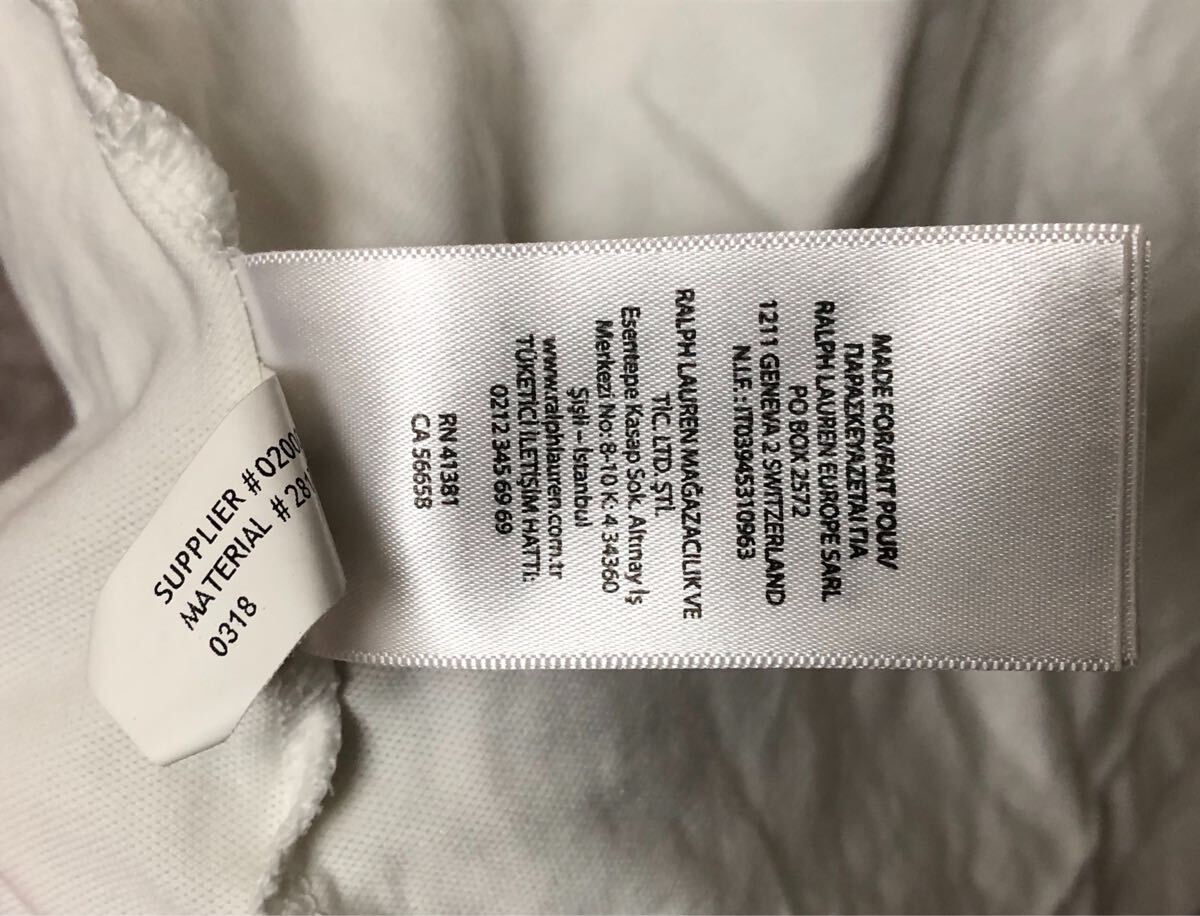 MADE FOR/FAIT POUR/
ΠΑΡΑΣΚΕΥΑΖΕΤΑΙ ΓΙΑ
RALPH LAUREN EUROPE SARL
PO BOX 2572
1211 GENEVA 2 SWITZERLAND
N.I.F.: IT03945310963
RALPH LAUREN MAĞAZACILIK VE
TİC. LTD. ŞTİ.
Esentepe Kasap Sok. Altınay İş
Merkezi No: 8-10 K: 4 34360
Şişli – İstanbul
www.ralphlauren.com.tr
TÜKETİCİ İLETİŞİM HATTI:
0212 345 69 69
RN 41381
CA 56658
SUPPLIER #
MATERIAL #
0318